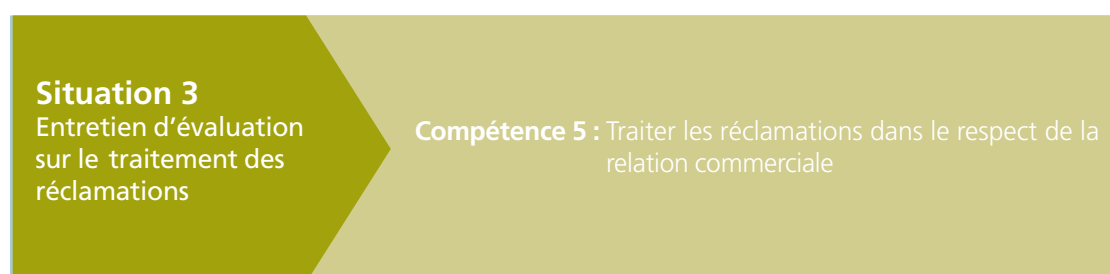 Situation 3
Entretien d'évaluation
sur le traitement des
réclamations
Compétence 5 : Traiter les réclamations dans le respect de la
relation commerciale